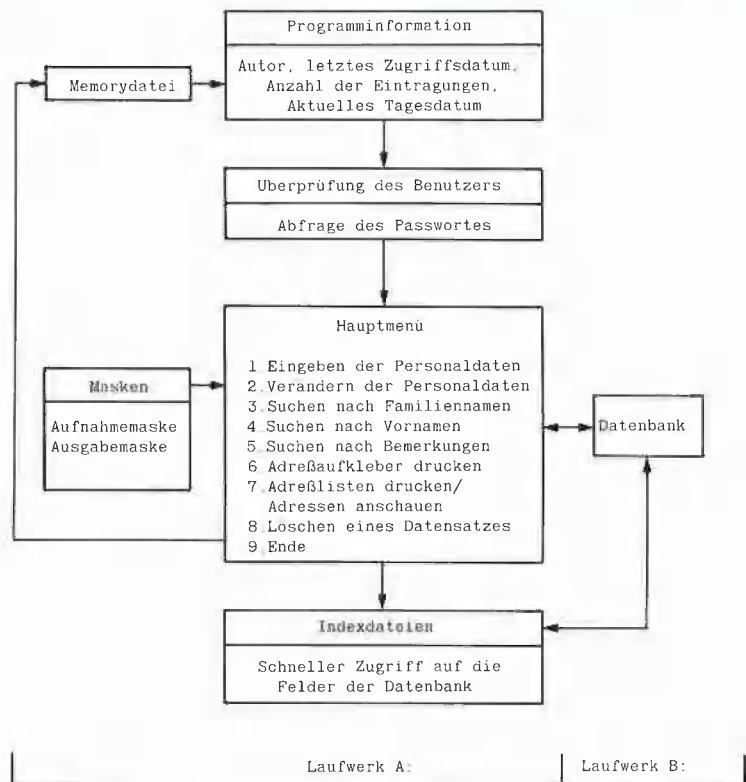 Programminformation
Autor, letztes Zugriffsdatum,
Anzahl der Eintragungen,
Aktuelles Tagesdatum
Memorydatei
Uberprüfung des Benutzers
Abfrage des Passwortes
Hauptmenü
1 Eingeben der Personaldaten
2 Verandern der Personaldaten
3 Suchen nach Familiennamen
4 Suchen nach Vornamen
5 Suchen nach Bemerkungen
6 Adreßaufkleber drucken
7 Adreßlisten drucken/
Adressen anschauen
8 Loschen eines Datensatzes
9 Ende
Masken
Aufnahmemaske
Ausgabemaske
Datenbank
Indexdateien
Schneller Zugriff auf die
Felder der Datenbank
Laufwerk A:
Laufwerk B: